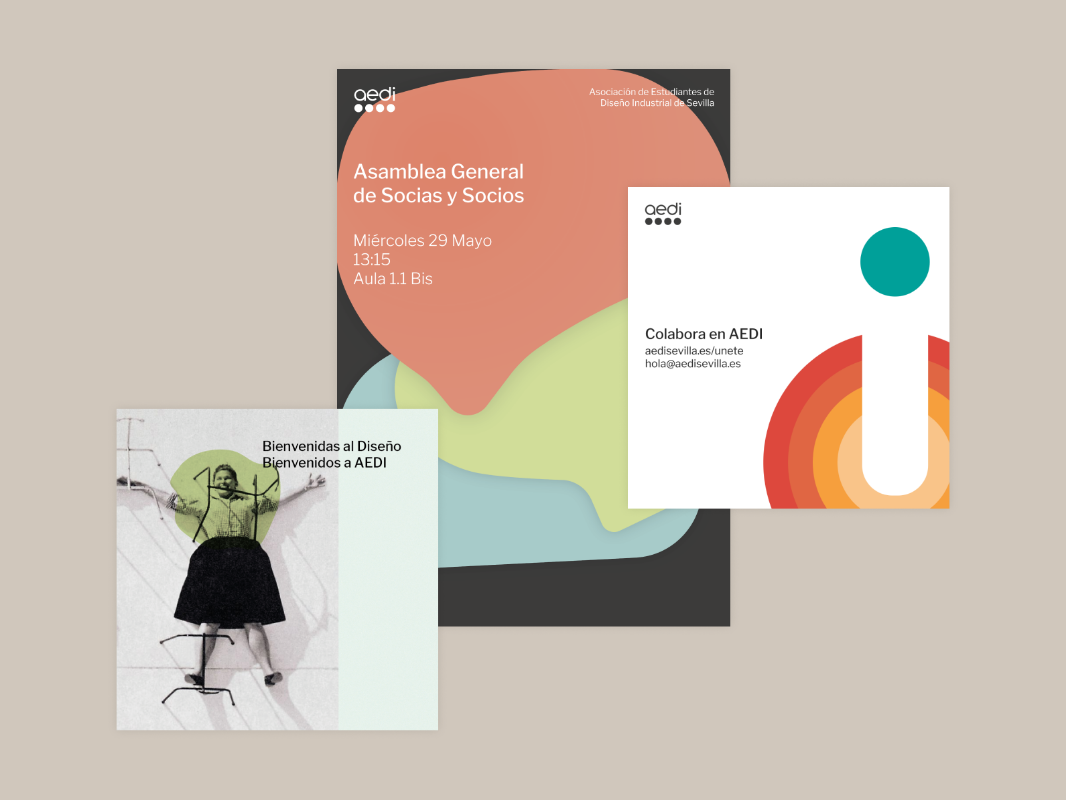 aedi
Asociación de Estudiantes de
Diseño Industrial de Sevilla
Asamblea General
de Socias y Socios
Miércoles 29 Mayo
13:15
Aula 1.1 Bis
aedi
Colabora en AEDI
aedisevilla.es/unete
hola@aedisevilla.es
Bienvenidas al Diseño
Bienvenidos a AEDI